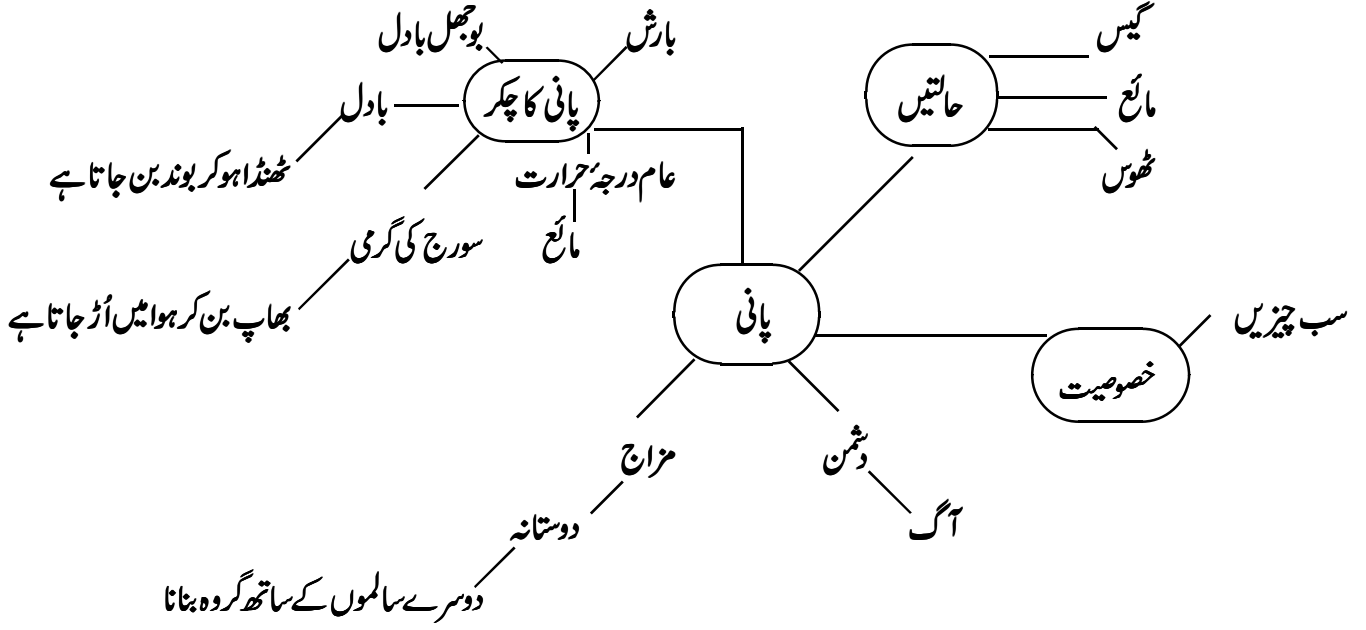 گیس
بارش
بوجھل بادل
حالتیں
مائع
پانی کا چکر
بادل
ٹھوس
عام درجۂ حرارت
ٹھنڈا ہو کر بوند بن جاتا ہے
سورج کی گرمی
مائع
پانی
سب چیزیں
بھاپ بن کر ہوا میں اُڑ جاتا ہے
خصوصیت
دشمن
مزاج
آگ
دوستانہ
دوسرے سالموں کے ساتھ گروہ بنانا